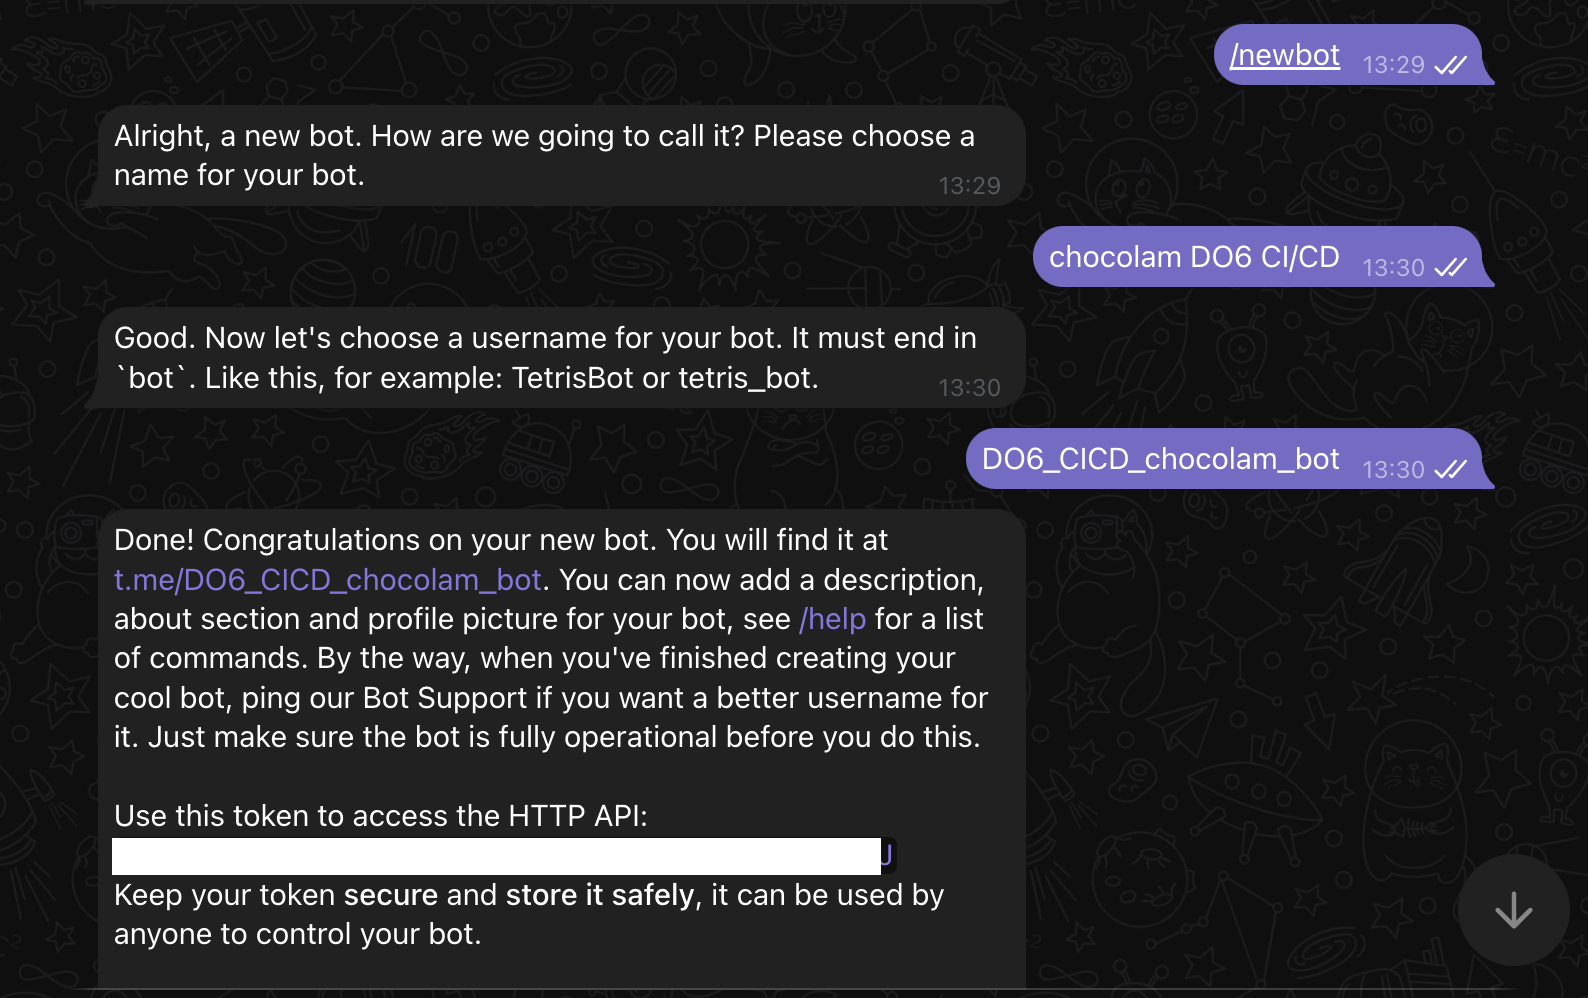 /newbot 13:29
Alright, a new bot. How are we going to call it? Please choose a
name for your bot. 13:29
chocolam DO6 CI/CD 13:30
Good. Now let's choose a username for your bot. It must end in
`bot`. Like this, for example: TetrisBot or tetris_bot. 13:30
DO6_CICD_chocolam_bot 13:30
Done! Congratulations on your new bot. You will find it at
t.me/DO6_CICD_chocolam_bot. You can now add a description,
about section and profile picture for your bot, see /help for a list
of commands. By the way, when you've finished creating your
cool bot, ping our Bot Support if you want a better username for
it. Just make sure the bot is fully operational before you do this.
Use this token to access the HTTP API:
Keep your token secure and store it safely, it can be used by
anyone to control your bot.